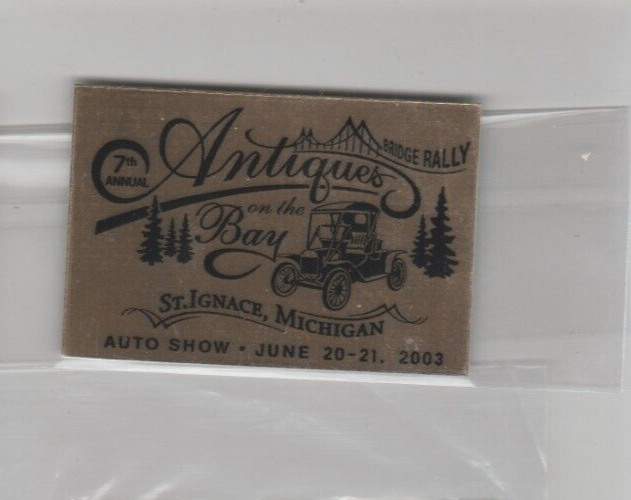 7th
ANNUAL
Antiques
on the
Bay
BRIDGE RALLY
ST. IGNACE, MICHIGAN
AUTO SHOW • JUNE 20-21, 2003